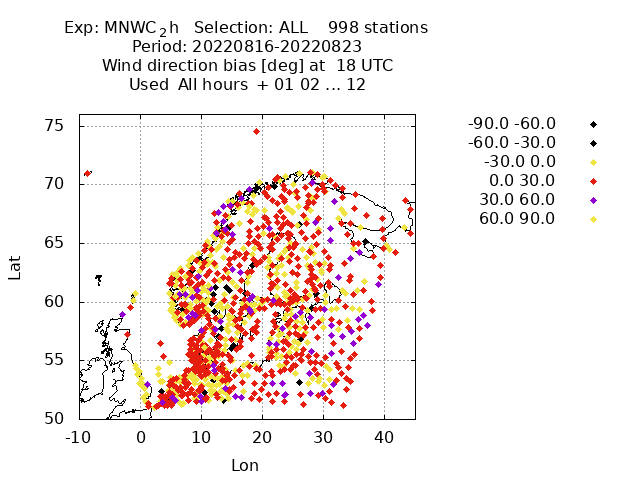 Exp: MNWC_2h   Selection: ALL    998 stations
Period: 20220816-20220823
Wind direction bias [deg] at  18 UTC
Used  All hours  + 01 02 ... 12
-90.0 -60.0
-60.0 -30.0
-30.0 0.0
0.0 30.0
30.0 60.0
60.0 90.0
75
70
65
60
55
50
Lat
-10 0 10 20 30 40
Lon